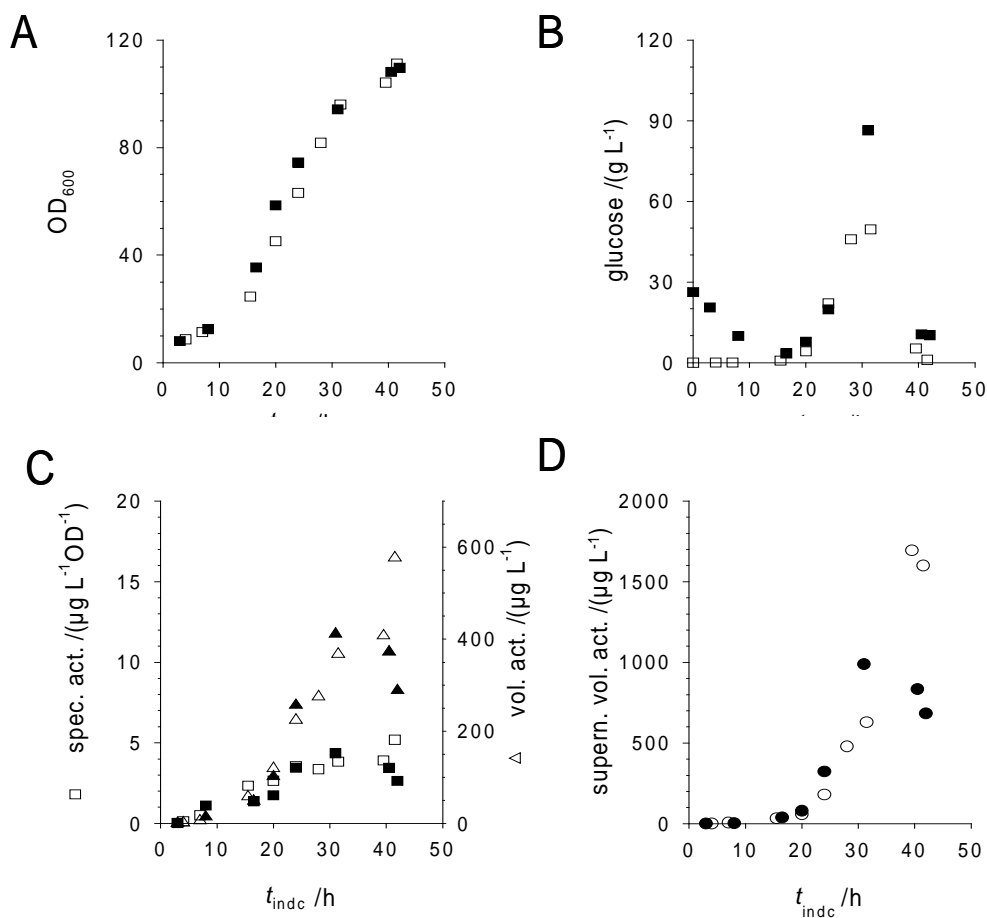 A
120
80
40
0
OD600
0 10 20 30 40 50
B
120
90
60
30
0
glucose /(g L-1)
0 10 20 30 40 50
C
20
15
10
5
0
spec. act. /(µg L-1OD-1)
600
400
200
0
vol. act. /(µg L-1)
0 10 20 30 40 50
tindc /h
D
2000
1500
1000
500
0
supern. vol. act. /(µg L-1)
0 10 20 30 40 50
tindc /h